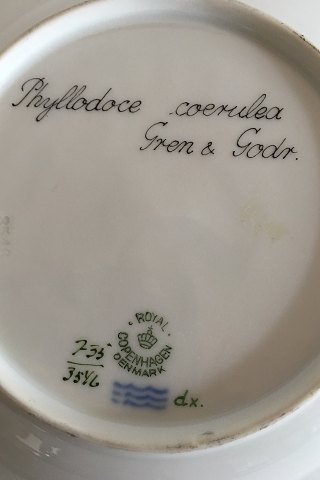 Phyllodoce coerulea
Gren & Godr.
ROYAL
COPENHAGEN
DENMARK
735
3546
dx.